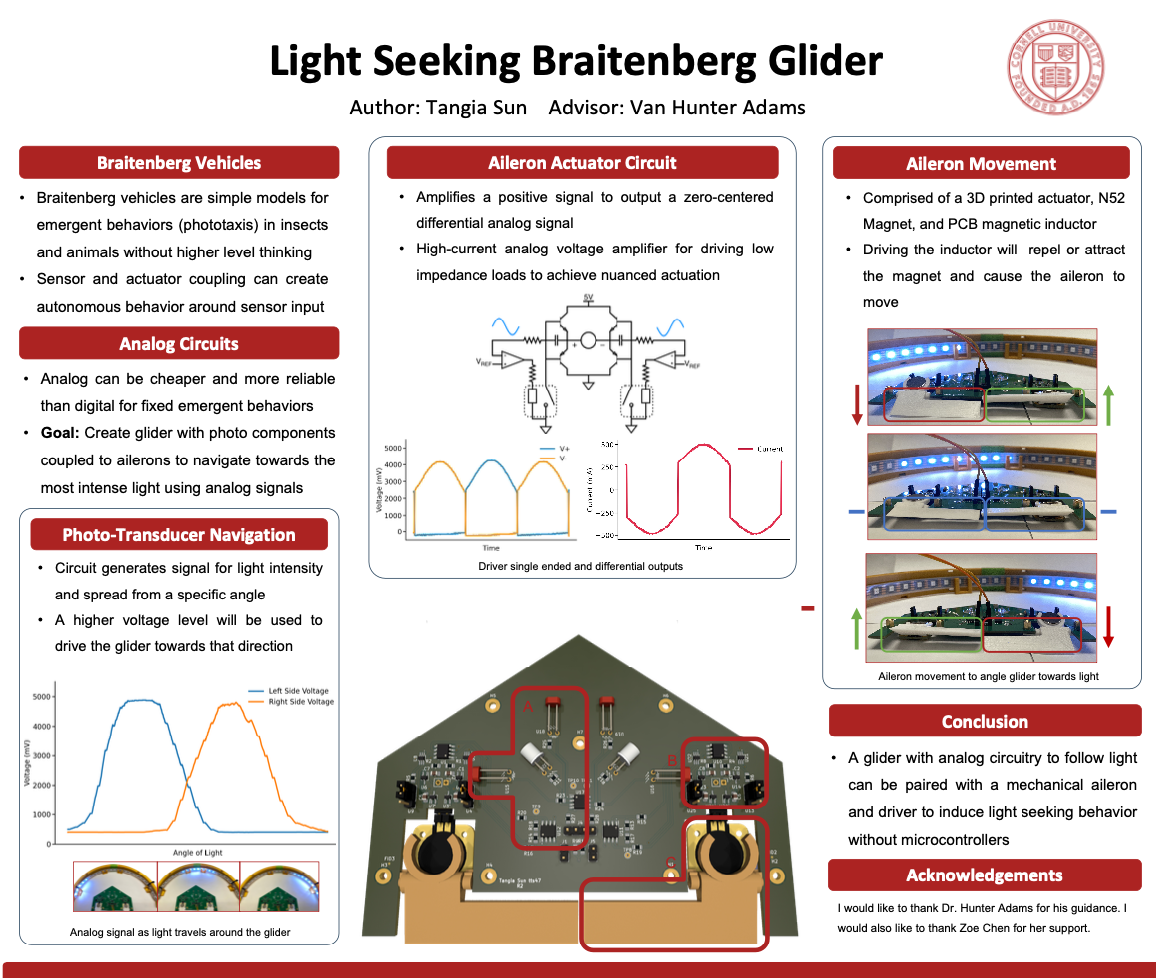 Light Seeking Braitenberg Glider
Author: Tangia Sun    Advisor: Van Hunter Adams
CORNELL UNIVERSITY
FOUNDED A.D. 1865
Braitenberg Vehicles
• Braitenberg vehicles are simple models for
emergent behaviors (phototaxis) in insects
and animals without higher level thinking
• Sensor and actuator coupling can create
autonomous behavior around sensor input
Analog Circuits
• Analog can be cheaper and more reliable
than digital for fixed emergent behaviors
• Goal: Create glider with photo components
coupled to ailerons to navigate towards the
most intense light using analog signals
Photo-Transducer Navigation
• Circuit generates signal for light intensity
and spread from a specific angle
• A higher voltage level will be used to
drive the glider towards that direction
Left Side Voltage
Right Side Voltage
5000
4000
3000
2000
1000
0
Voltage (mV)
Angle of Light
Analog signal as light travels around the glider
Aileron Actuator Circuit
• Amplifies a positive signal to output a zero-centered
differential analog signal
• High-current analog voltage amplifier for driving low
impedance loads to achieve nuanced actuation
5V
VREF
VREF
+
−
5000
4000
3000
2000
1000
0
Voltage (mV)
Time
V+
V-
500
250
0
−250
−500
Current (mA)
Time
Current
Driver single ended and differential outputs
A
B
C
H5
H6
H7
H4
Tangia Sun tts47
R2
Aileron Movement
• Comprised of a 3D printed actuator, N52
Magnet, and PCB magnetic inductor
• Driving the inductor will repel or attract
the magnet and cause the aileron to
move
Aileron movement to angle glider towards light
Conclusion
• A glider with analog circuitry to follow light
can be paired with a mechanical aileron
and driver to induce light seeking behavior
without microcontrollers
Acknowledgements
I would like to thank Dr. Hunter Adams for his guidance. I
would also like to thank Zoe Chen for her support.